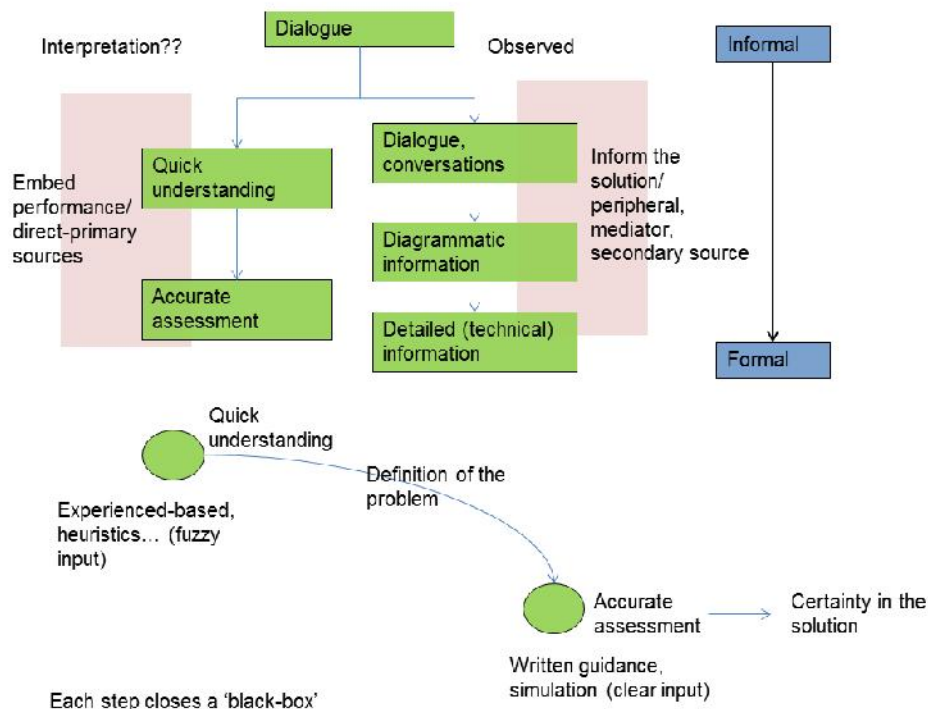 Interpretation??
Dialogue
Observed
Informal
Embed
performance/
direct-primary
sources
Quick
understanding
Accurate
assessment
Dialogue,
conversations
Diagrammatic
information
Detailed (technical)
information
Inform the
solution/
peripheral,
mediator,
secondary source
Formal
Quick
understanding
Definition of the
problem
Experienced-based,
heuristics… (fuzzy
input)
Accurate
assessment
Certainty in the
solution
Written guidance,
simulation (clear input)
Each step closes a ‘black-box’